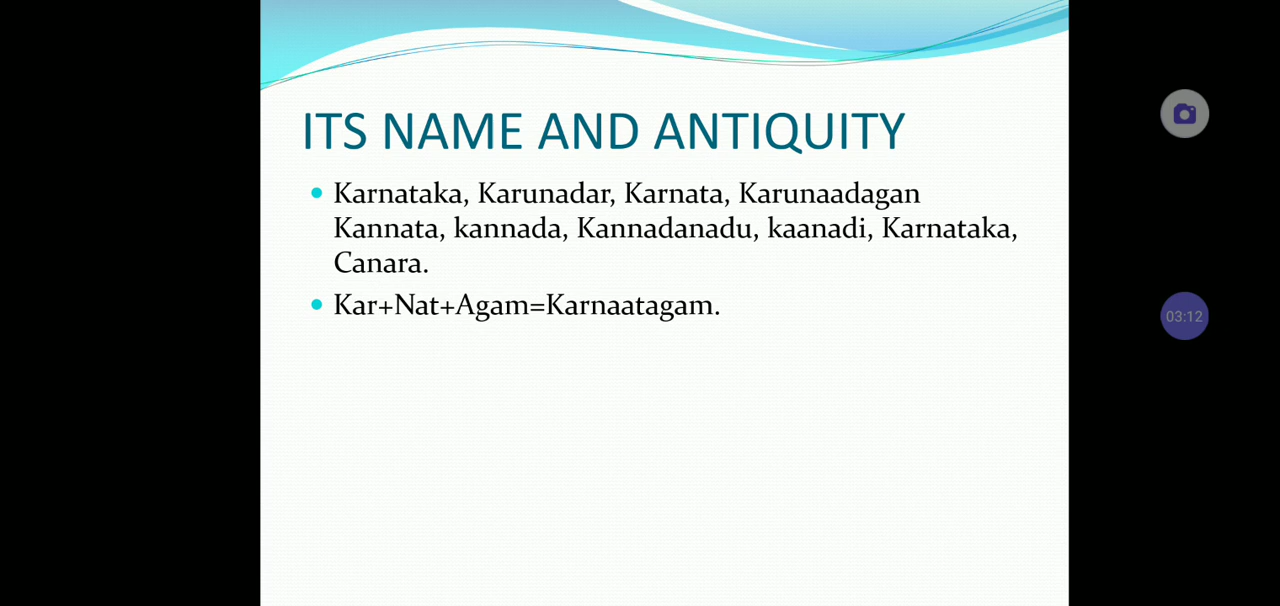 ITS NAME AND ANTIQUITY
Karnataka, Karunadar, Karnata, Karunaadagan
Kannata, kannada, Kannadanadu, kaanadi, Karnataka,
Canara.
Kar+Nat+Agam=Karnaatagam.
03:12